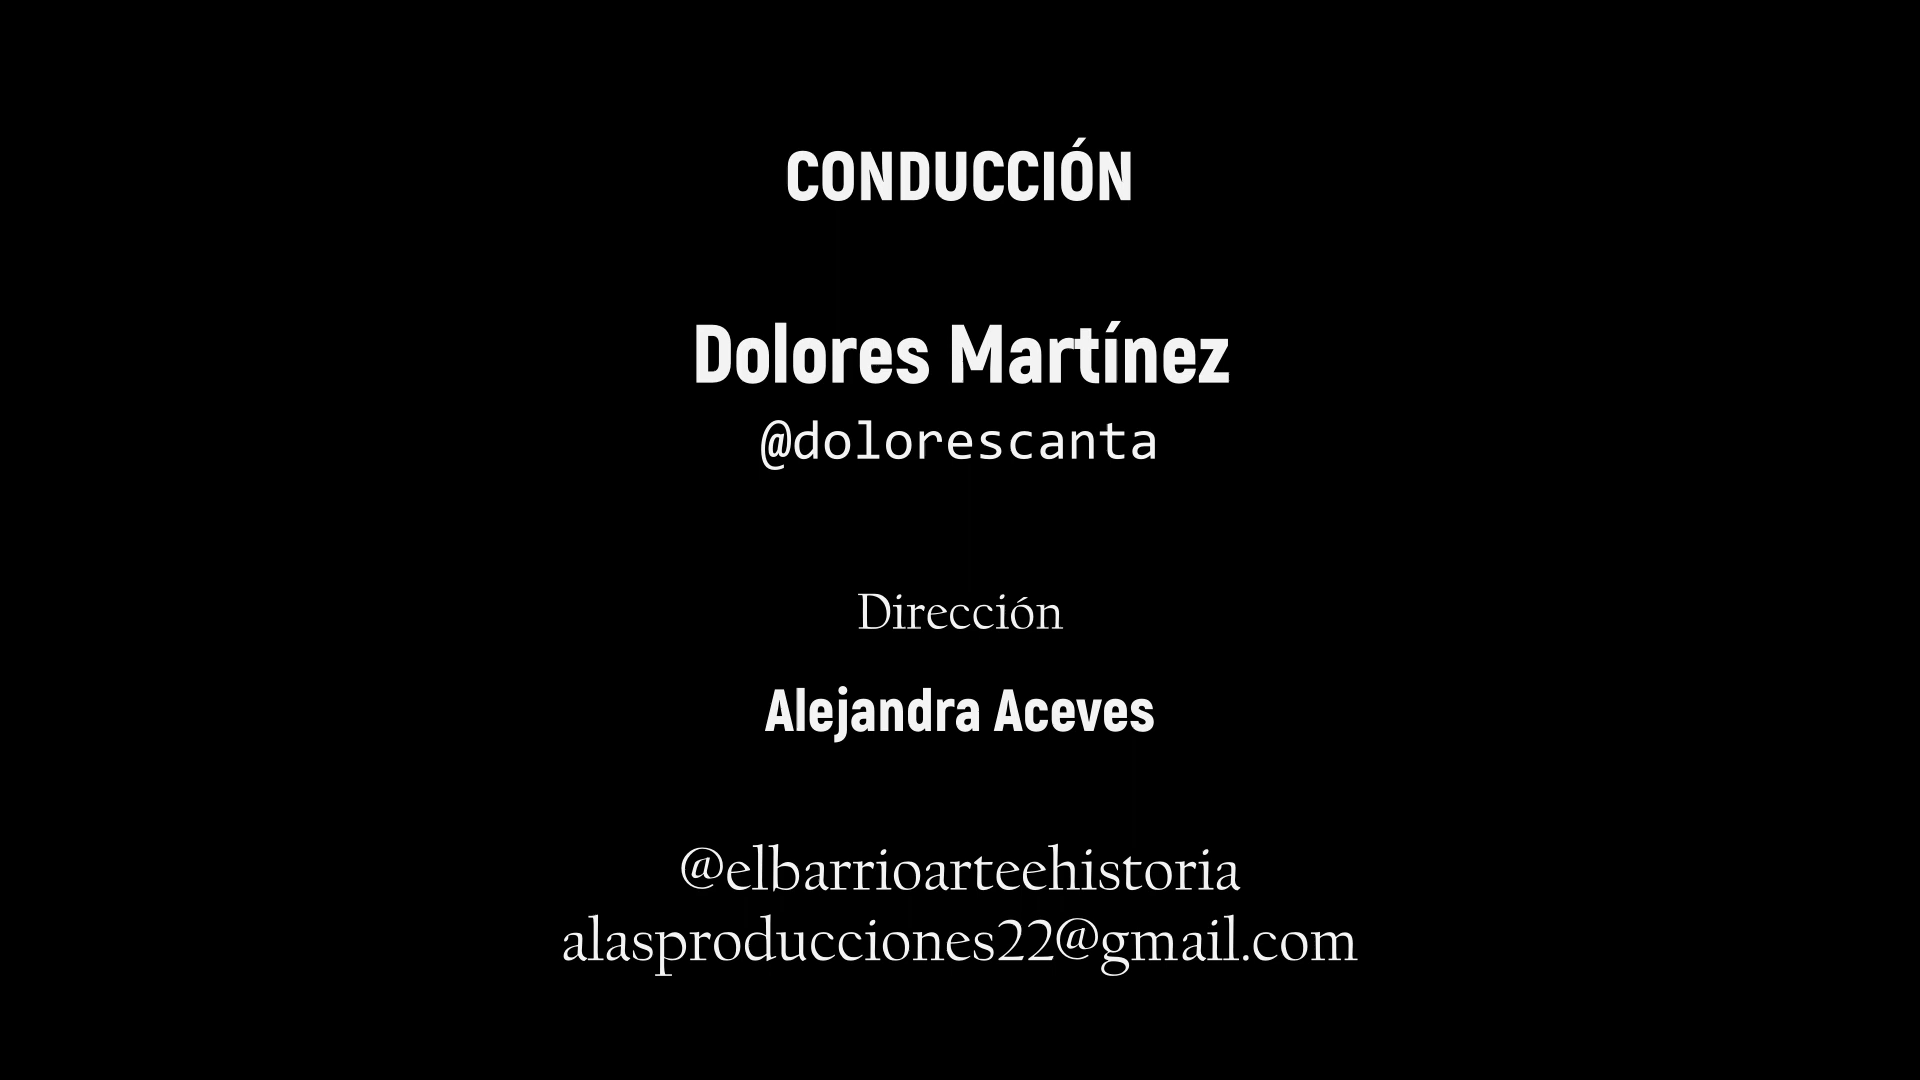 CONDUCCIÓN
Dolores Martínez
@dolorescanta
Dirección
Alejandra Aceves
@elbarrioarteehistoria
alasproducciones22@gmail.com